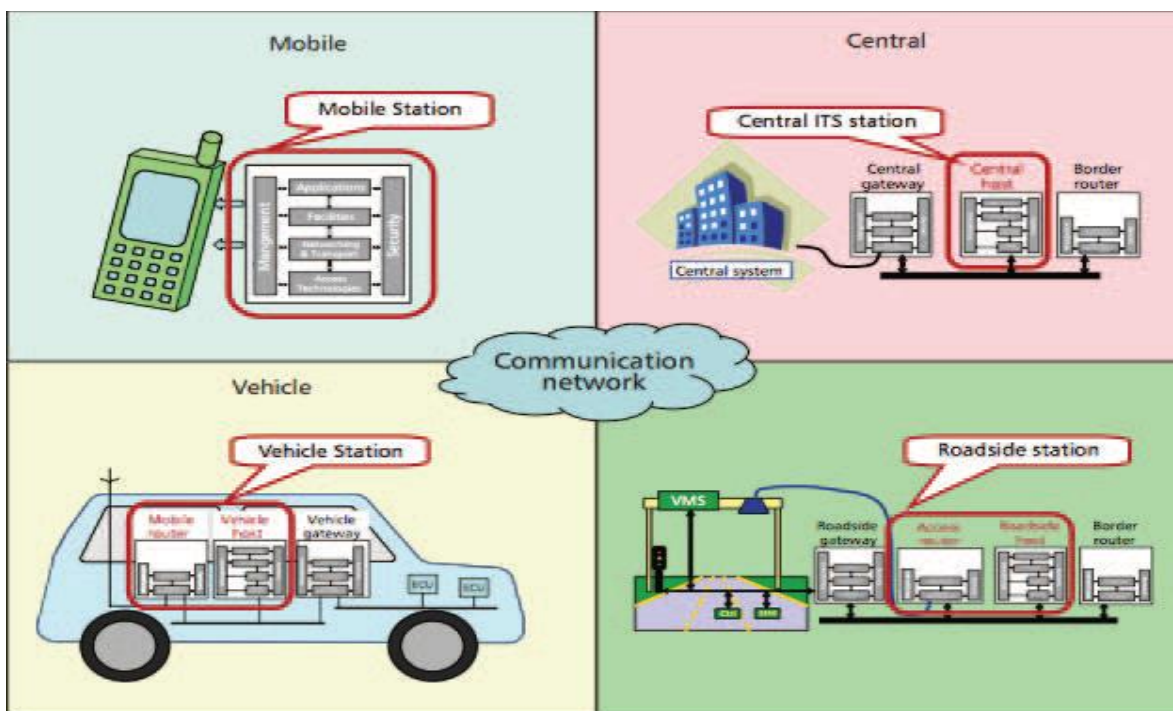 Mobile
Mobile Station
Mangement
Applications
Facilities
Networking
& Transport
Access
Technologies
Security
Central
Central ITS station
Central
gateway
Central
host
Border
router
Central system
Communication
network
Vehicle
Vehicle Station
Mobile
router
Vehicle
host
Vehicle
gateway
ECU
ECU
Roadside station
VMS
Roadside
gateway
Access
router
Roadside
host
Border
router